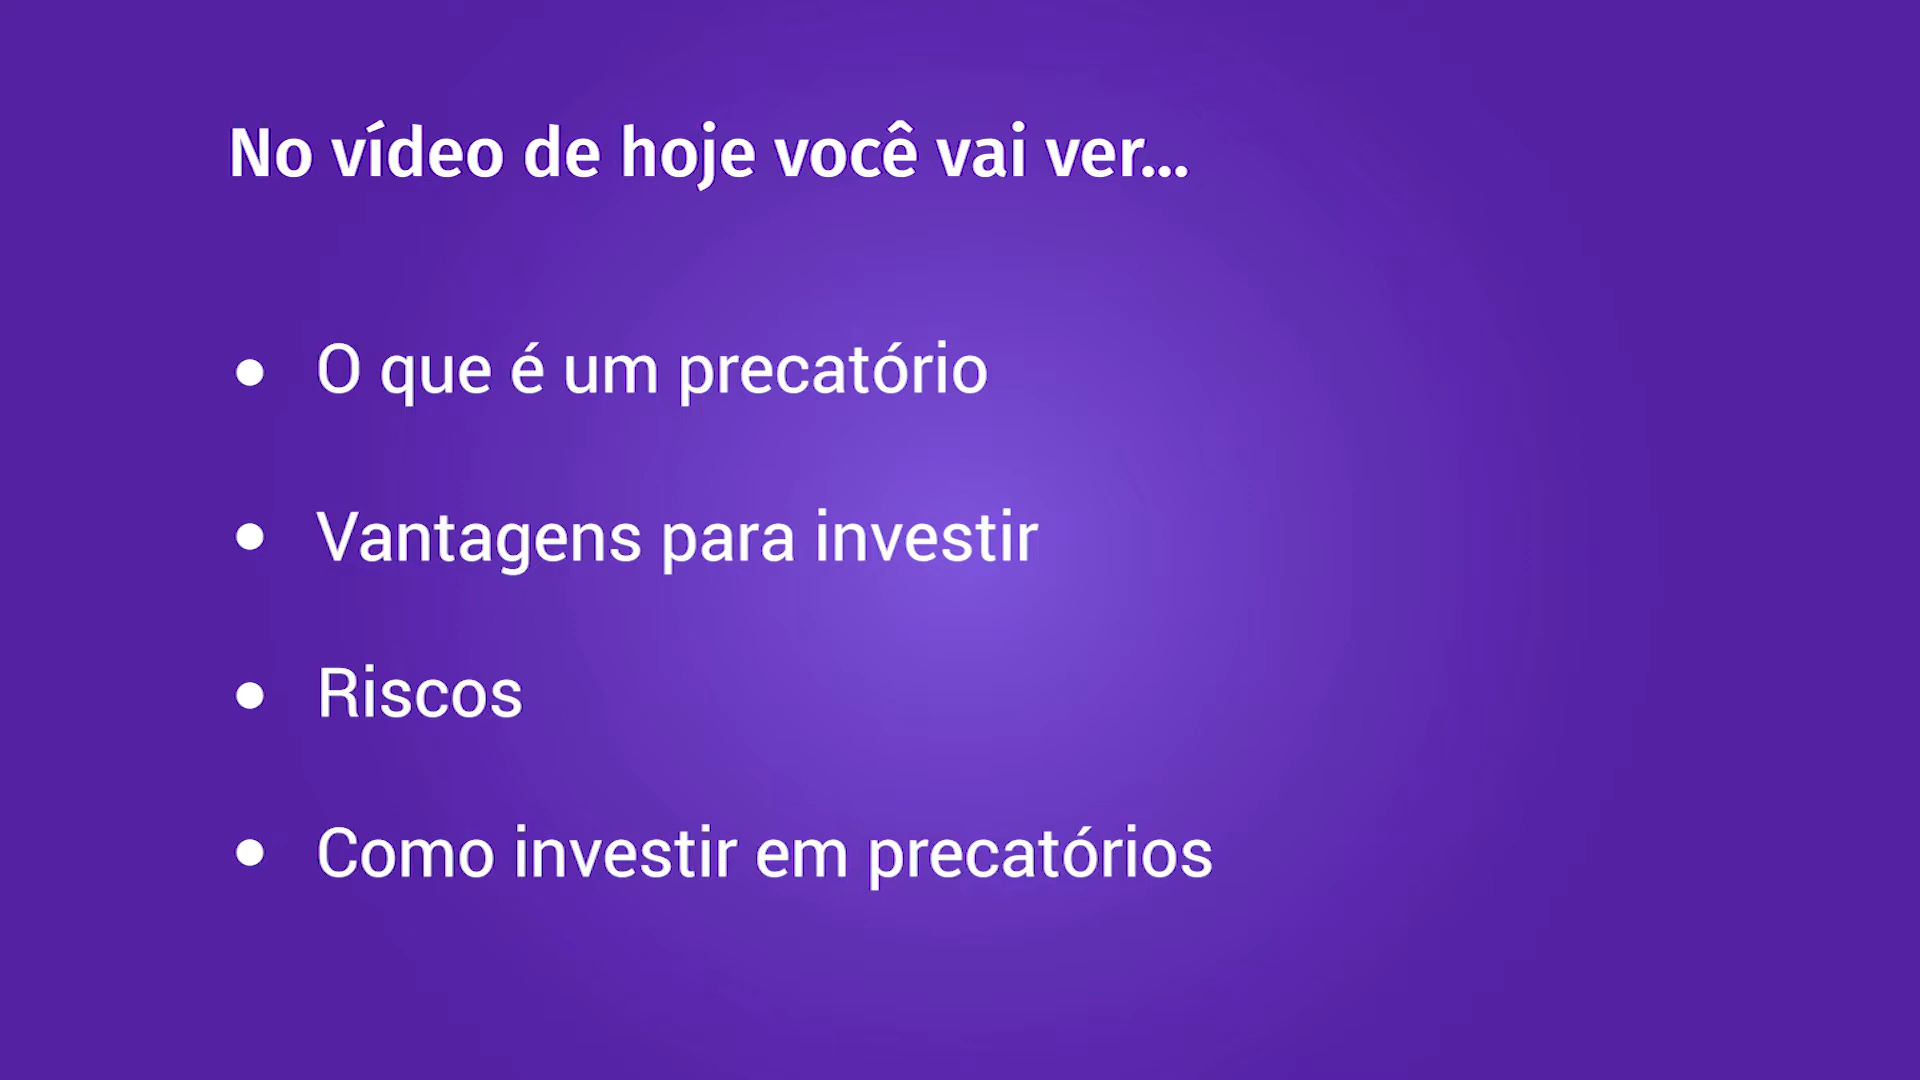 No vídeo de hoje você vai ver...
● O que é um precatório
● Vantagens para investir
● Riscos
● Como investir em precatórios